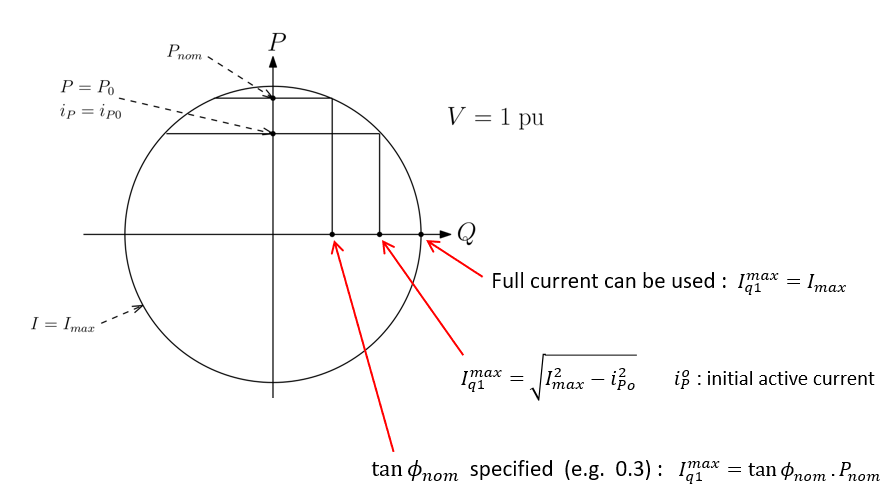 P
P_{nom}
P = P_0
i_P = i_{P0}
V = 1 pu
Q
Full current can be used : I_{q1}^{max} = I_{max}
I = I_{max}
I_{q1}^{max} = \sqrt{I_{max}^2 - i_{Po}^2} i_P^o : initial active current
tan ϕ_{nom} specified (e.g. 0.3) : I_{q1}^{max} = tan ϕ_{nom} . P_{nom}